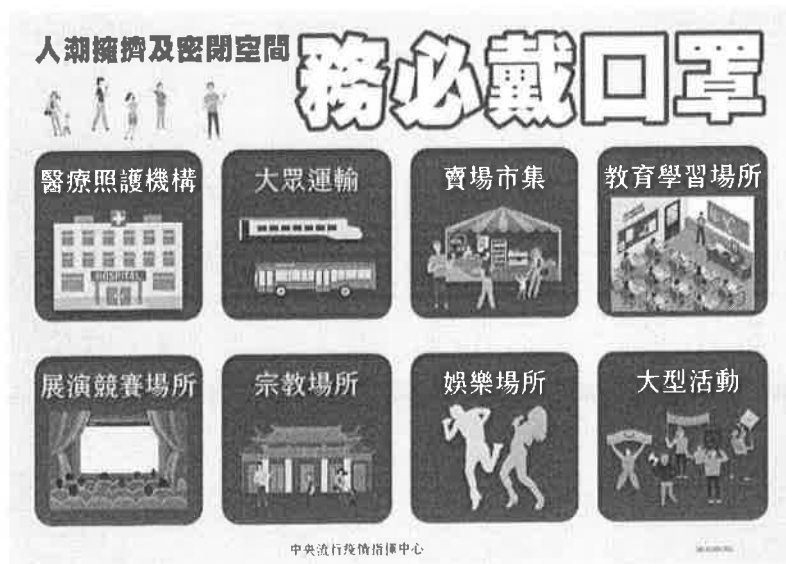 人潮擁擠及密閉空間
務必戴口罩
醫療照護機構
大眾運輸
賣場市集
教育學習場所
HOSPITAL
展演競賽場所
宗教場所
娛樂場所
大型活動
中央流行疫情指揮中心